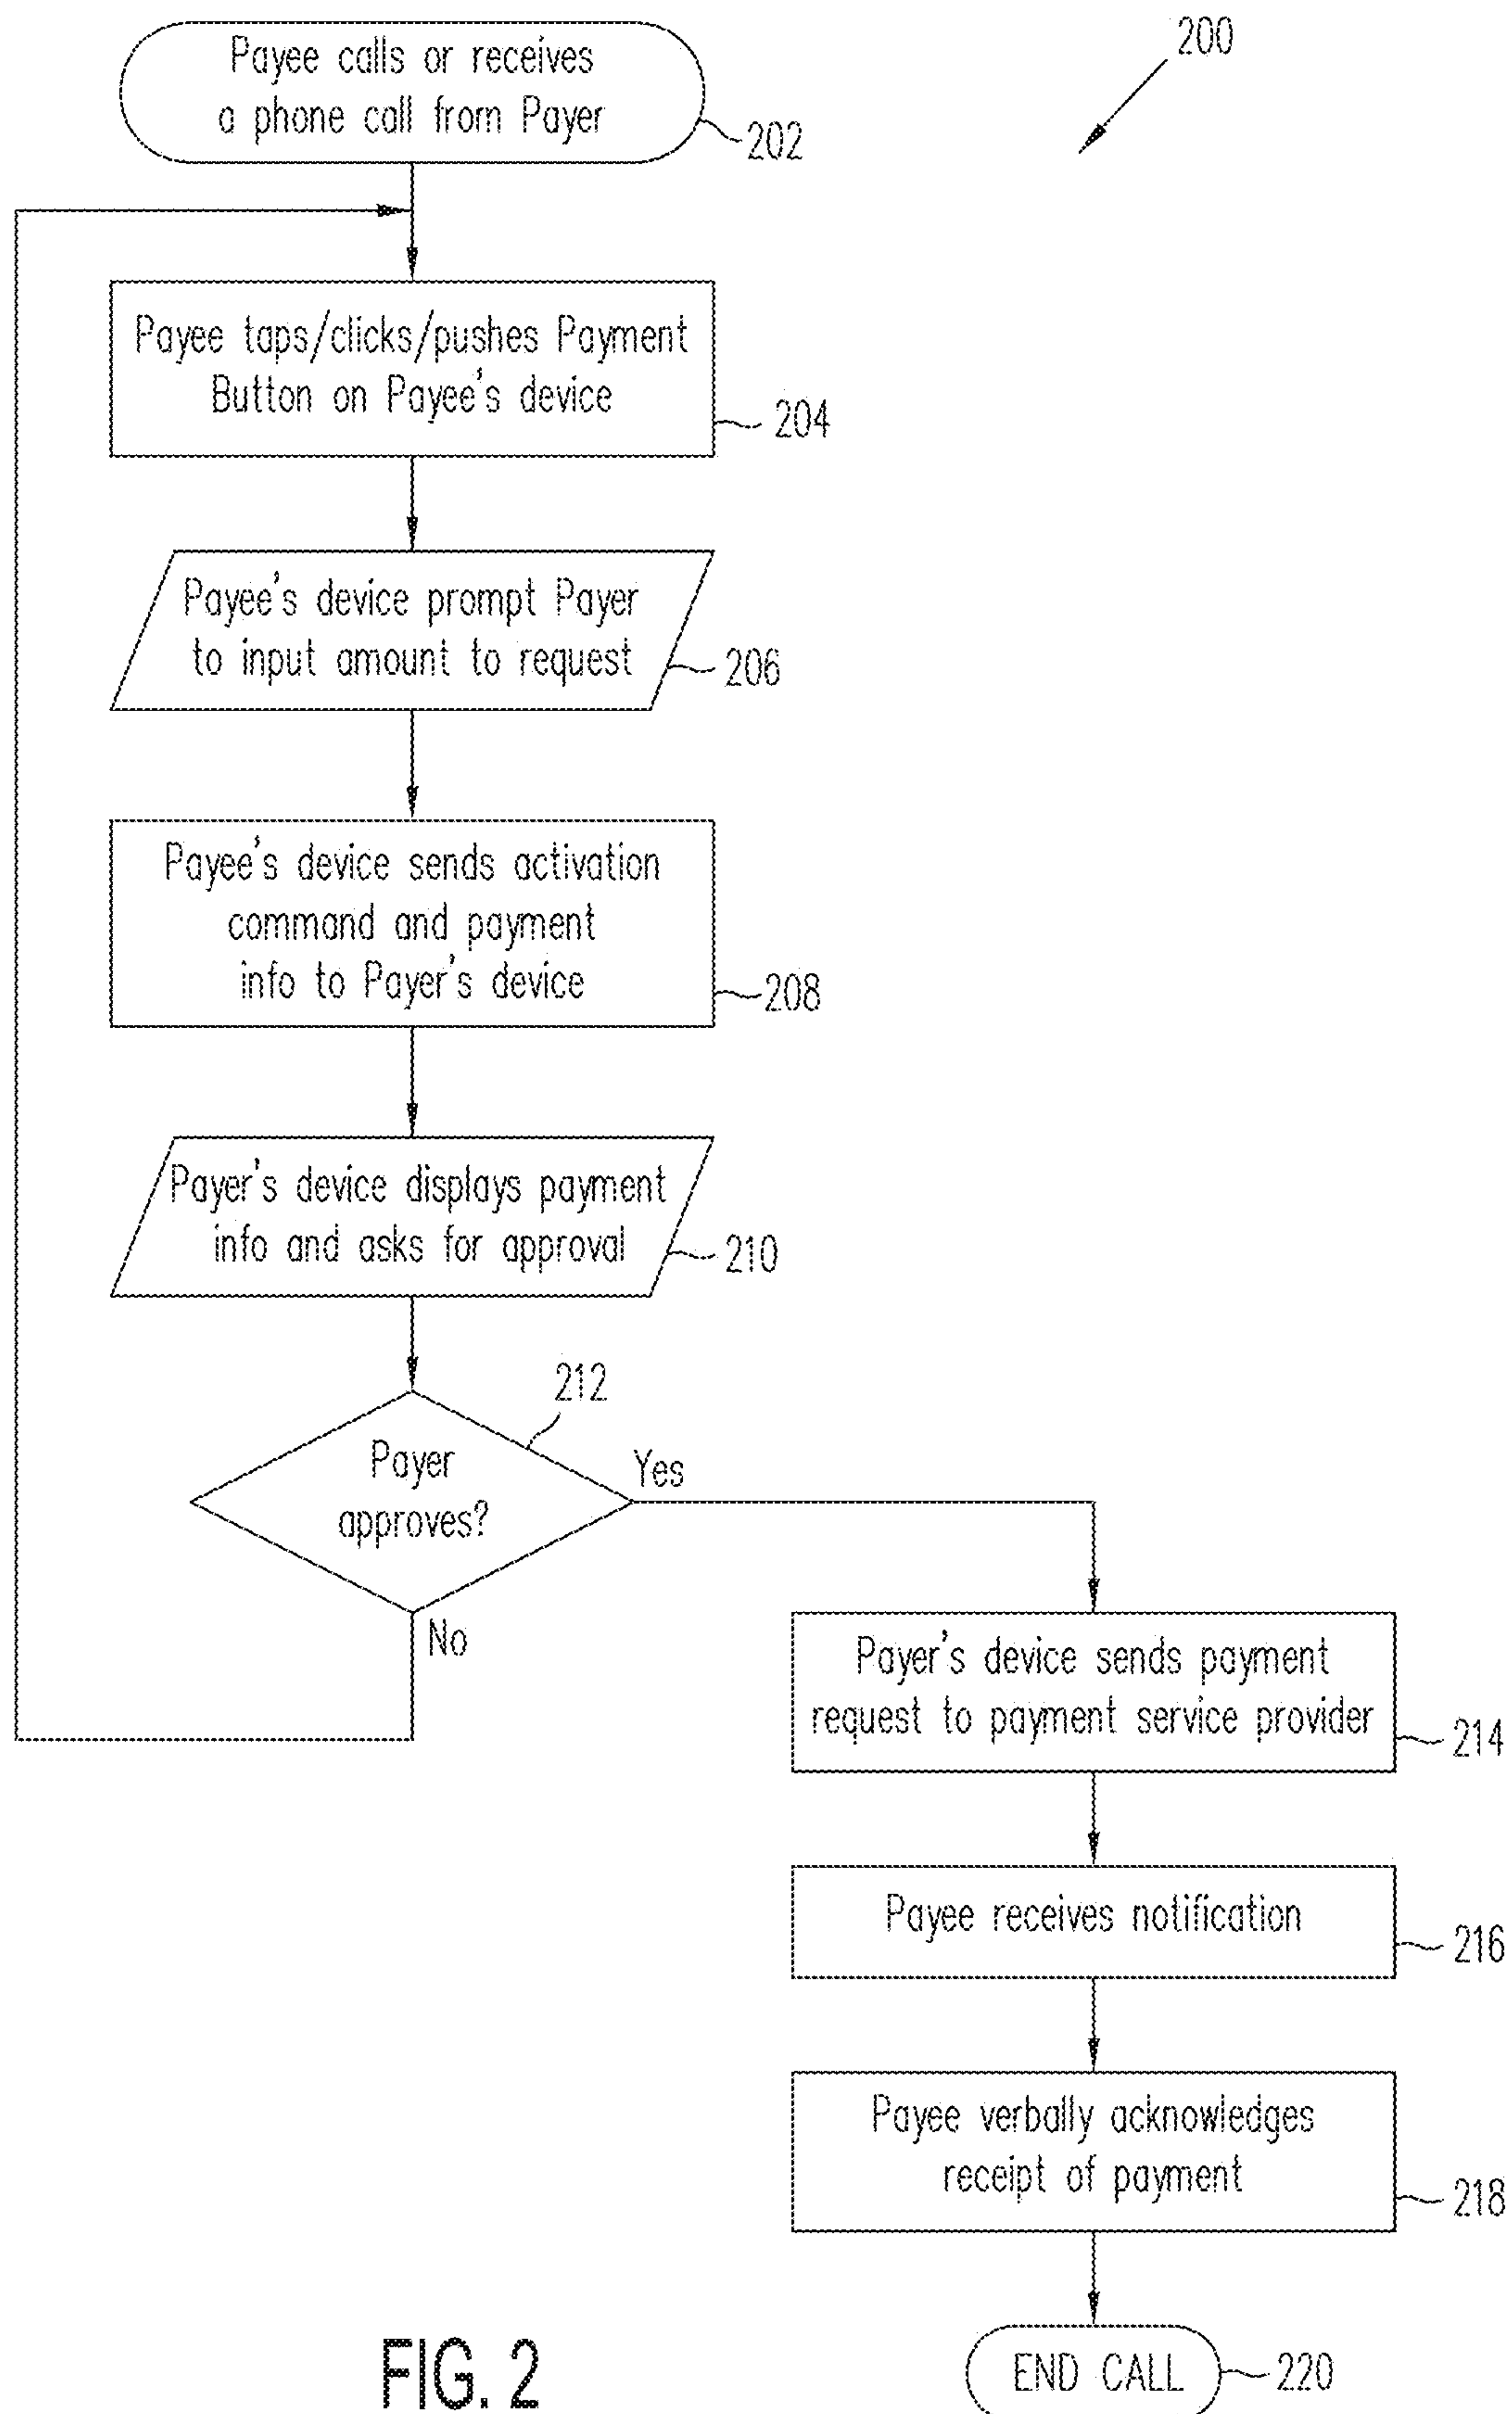 200
Payee calls or receives
a phone call from Payer
202
Payee taps/clicks/pushes Payment
Button on Payee's device
204
Payee's device prompt Payer
to input amount to request
206
Payee's device sends activation
command and payment
info to Payer's device
208
Payer's device displays payment
info and asks for approval
210
212
Payer
approves?
Yes
No
Payer's device sends payment
request to payment service provider
214
Payee receives notification
216
Payee verbally acknowledges
receipt of payment
218
END CALL
220
FIG. 2